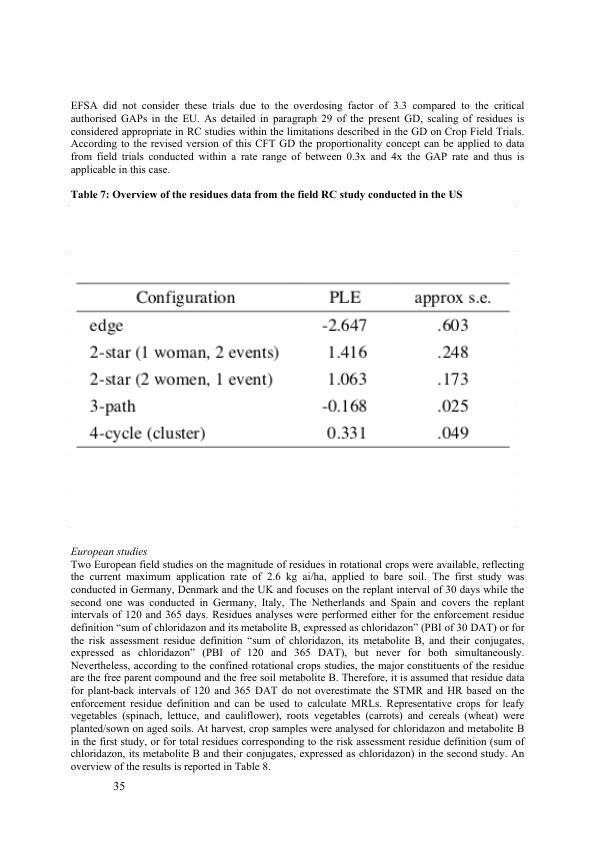 EFSA did not consider these trials due to the overdosing factor of 3.3 compared to the critical
authorised GAPs in the EU. As detailed in paragraph 29 of the present GD, scaling of residues is
considered appropriate in RC studies within the limitations described in the GD on Crop Field Trials.
According to the revised version of this CFT GD the proportionality concept can be applied to data
from field trials conducted within a rate range of between 0.3x and 4x the GAP rate and thus is
applicable in this case.
Table 7: Overview of the residues data from the field RC study conducted in the US
Configuration PLE approx s.e.
edge -2.647 .603
2-star (1 woman, 2 events) 1.416 .248
2-star (2 women, 1 event) 1.063 .173
3-path -0.168 .025
4-cycle (cluster) 0.331 .049
European studies
Two European field studies on the magnitude of residues in rotational crops were available, reflecting
the current maximum application rate of 2.6 kg ai/ha, applied to bare soil. The first study was
conducted in Germany, Denmark and the UK and focuses on the replant interval of 30 days while the
second one was conducted in Germany, Italy, The Netherlands and Spain and covers the replant
intervals of 120 and 365 days. Residues analyses were performed either for the enforcement residue
definition “sum of chloridazon and its metabolite B, expressed as chloridazon” (PBI of 30 DAT) or for
the risk assessment residue definition “sum of chloridazon, its metabolite B, and their conjugates,
expressed as chloridazon” (PBI of 120 and 365 DAT), but never for both simultaneously.
Nevertheless, according to the confined rotational crops studies, the major constituents of the residue
are the free parent compound and the free soil metabolite B. Therefore, it is assumed that residue data
for plant-back intervals of 120 and 365 DAT do not overestimate the STMR and HR based on the
enforcement residue definition and can be used to calculate MRLs. Representative crops for leafy
vegetables (spinach, lettuce, and cauliflower), roots vegetables (carrots) and cereals (wheat) were
planted/sown on aged soils. At harvest, crop samples were analysed for chloridazon and metabolite B
in the first study, or for total residues corresponding to the risk assessment residue definition (sum of
chloridazon, its metabolite B and their conjugates, expressed as chloridazon) in the second study. An
overview of the results is reported in Table 8.
35